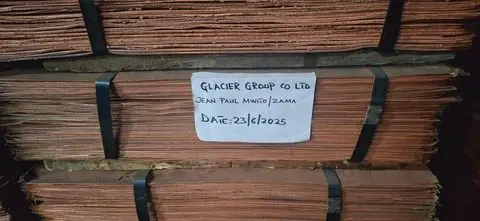 GLACIER GROUP CO LTD
JEAN PAUL MWITO/ZAMA
DATE:23/6/2025